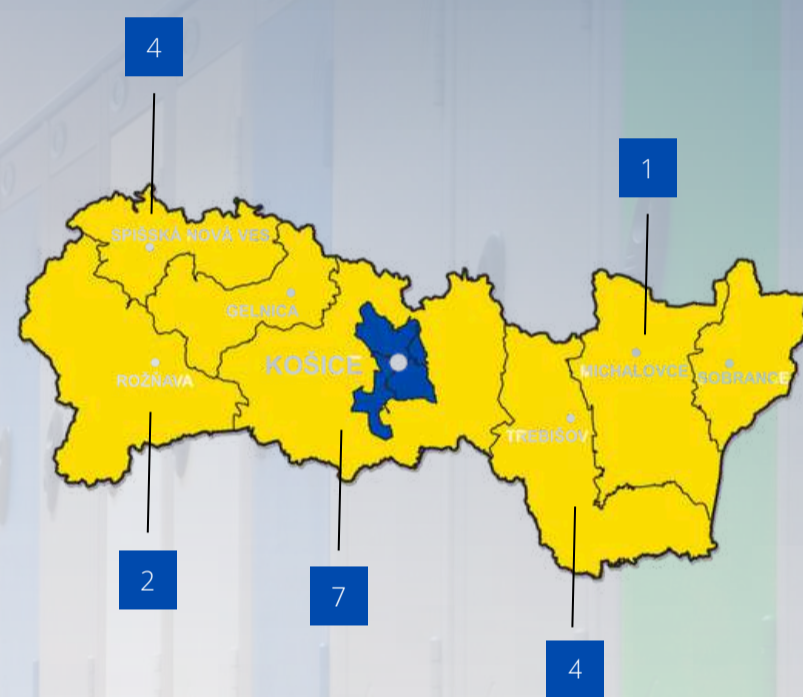 4
1
SPIŠSKÁ NOVÁ VES
GELNICA
KOŠICE
ROŽŇAVA
MICHALOVCE
SOBRANCE
TREBIŠOV
2
7
4